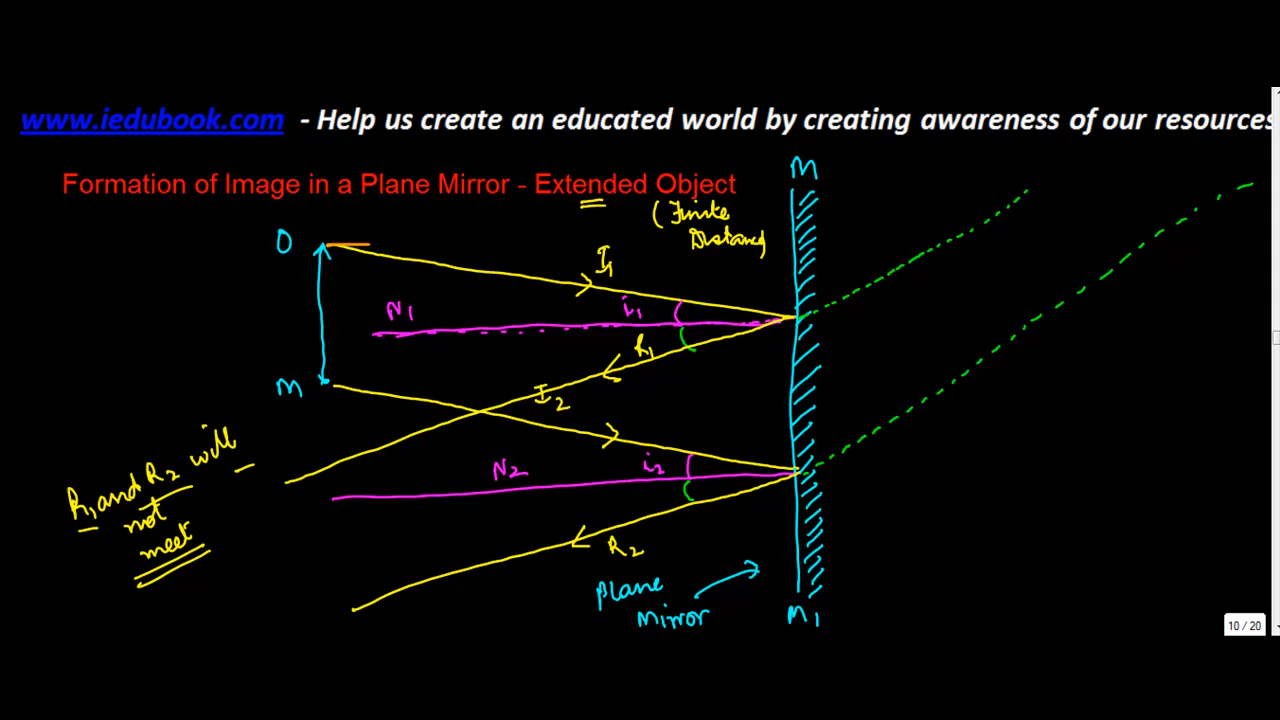 www.iedubook.com - Help us create an educated world by creating awareness of our resources
Formation of Image in a Plane Mirror - Extended Object
(Finite
Distance)
M
O
I1
N1
i1
R1
M
I2
R1 and R2 will
not
meet
N2
i2
R2
Plane
mirror
M1
10 / 20